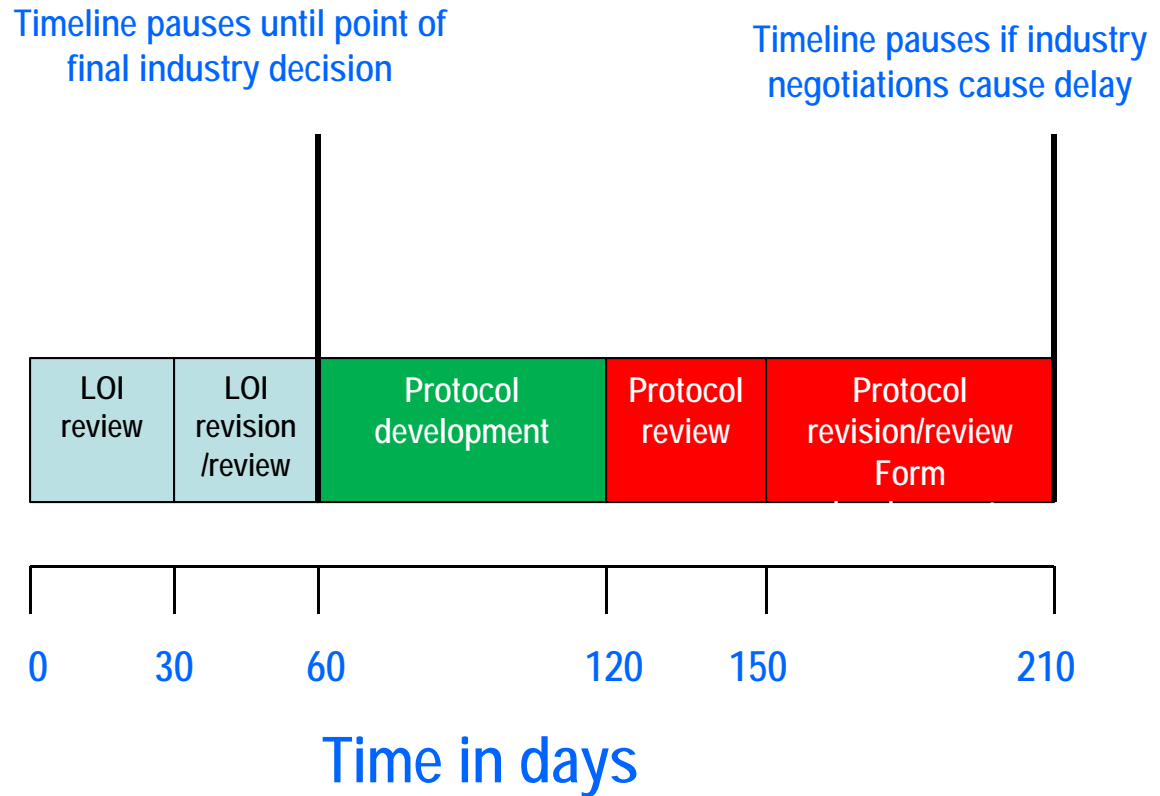 Timeline pauses until point of
final industry decision
Timeline pauses if industry
negotiations cause delay
LOI
review
LOI
revision
/review
Protocol
development
Protocol
review
Protocol
revision/review
Form
0
30
60
120
150
210
Time in days